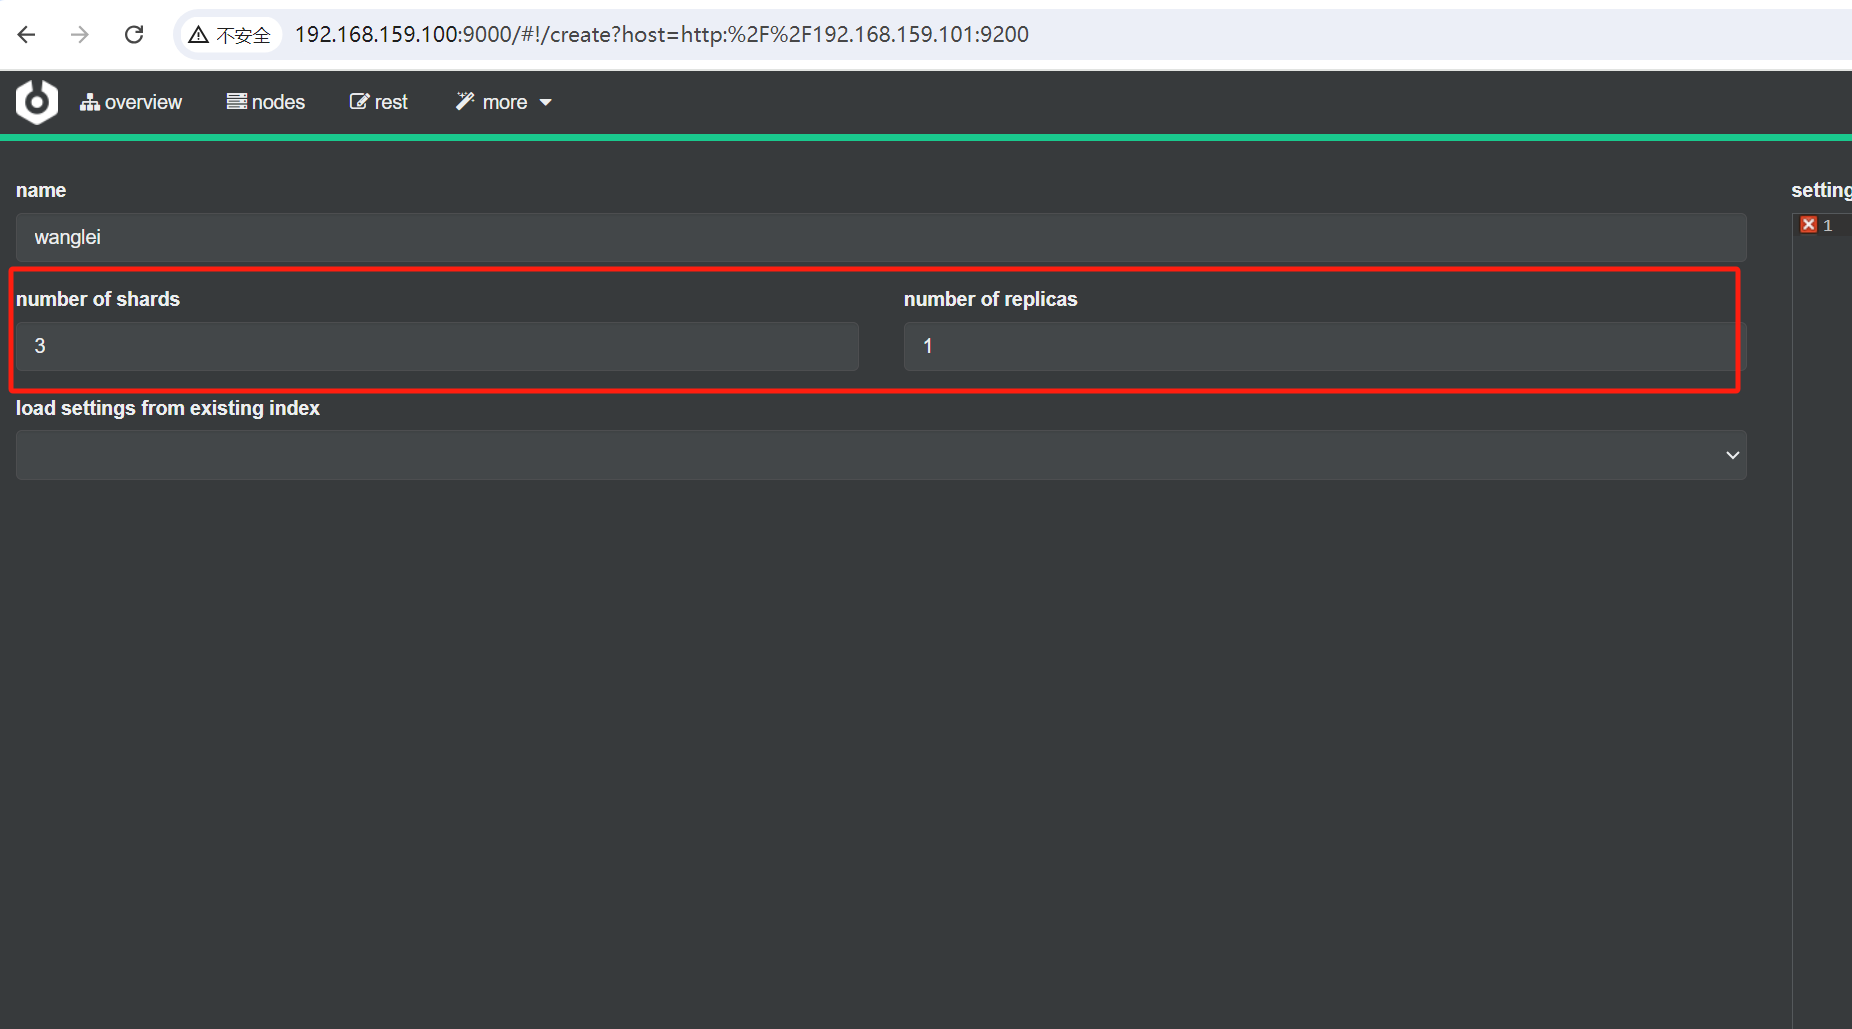 不安全 192.168.159.100:9000/#!/create?host=http:%2F%2F192.168.159.101:9200
overview nodes rest more
name
wanglei
number of shards number of replicas
3 1
load settings from existing index
setting
1